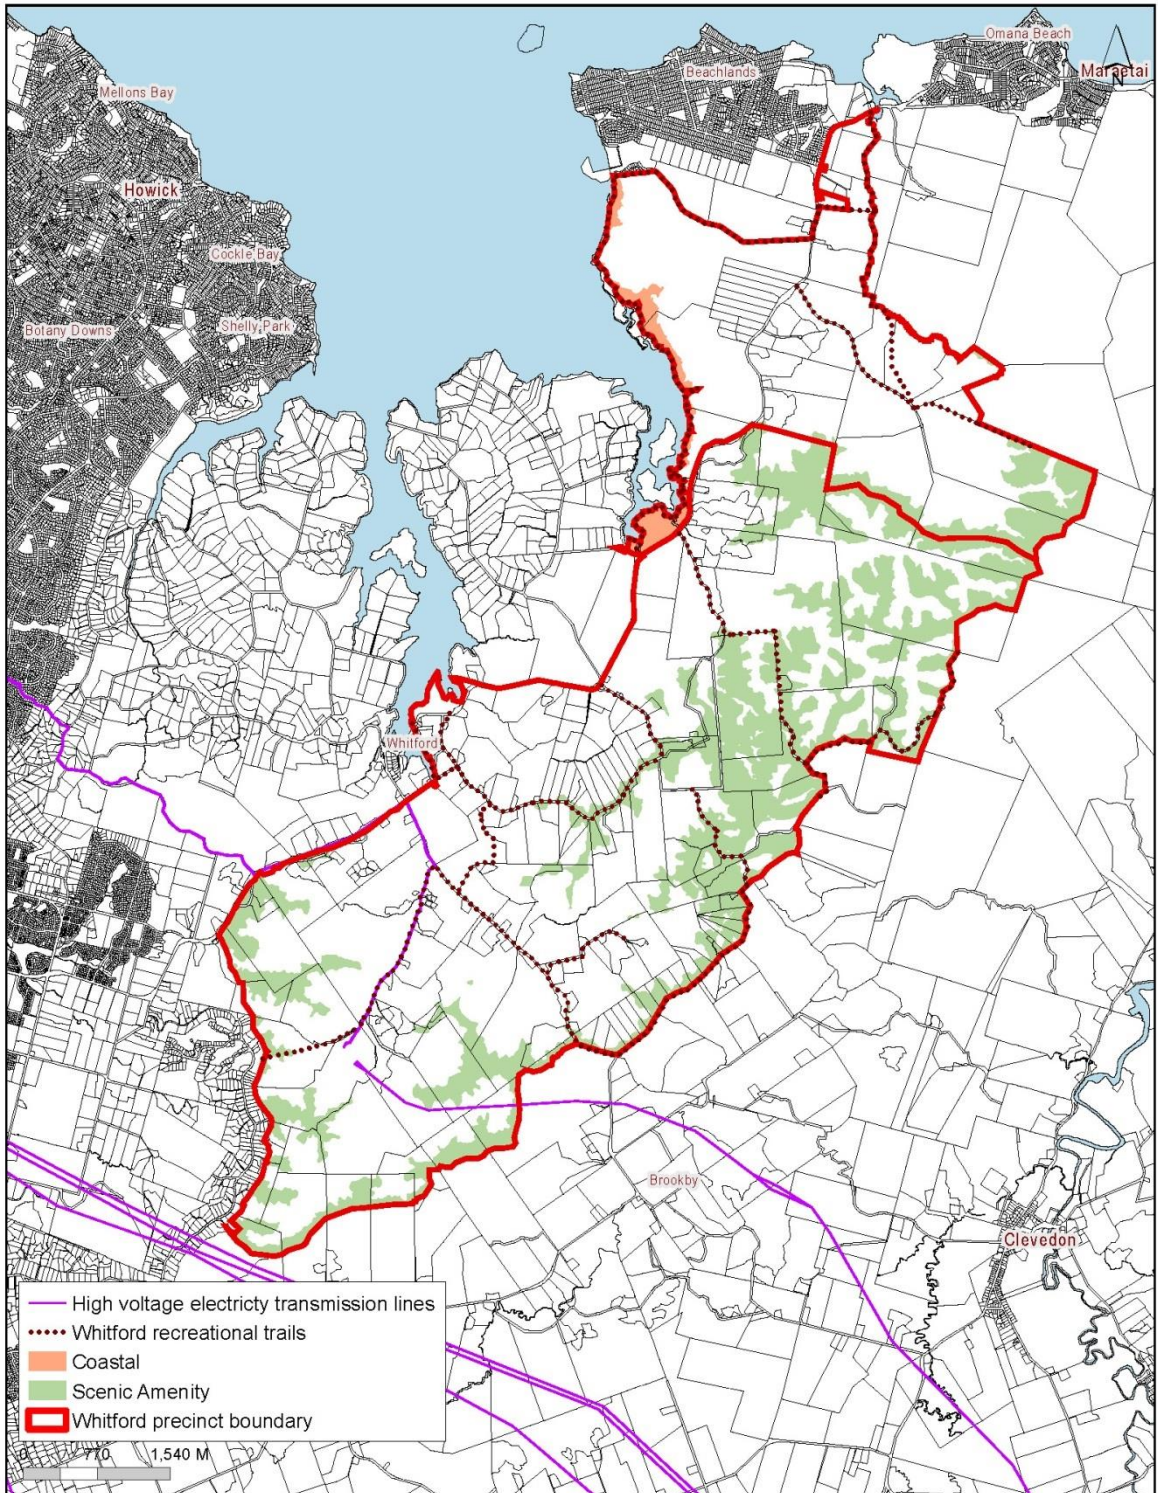 Omana Beach
Beachlands
Maraetai
N
Mellons Bay
Howick
Cockle Bay
Botany Downs
Shelly Park
Whitford
Brookby
Clevedon
High voltage electricty transmission lines
Whitford recreational trails
Coastal
Scenic Amenity
Whitford precinct boundary
0 770 1,540 M